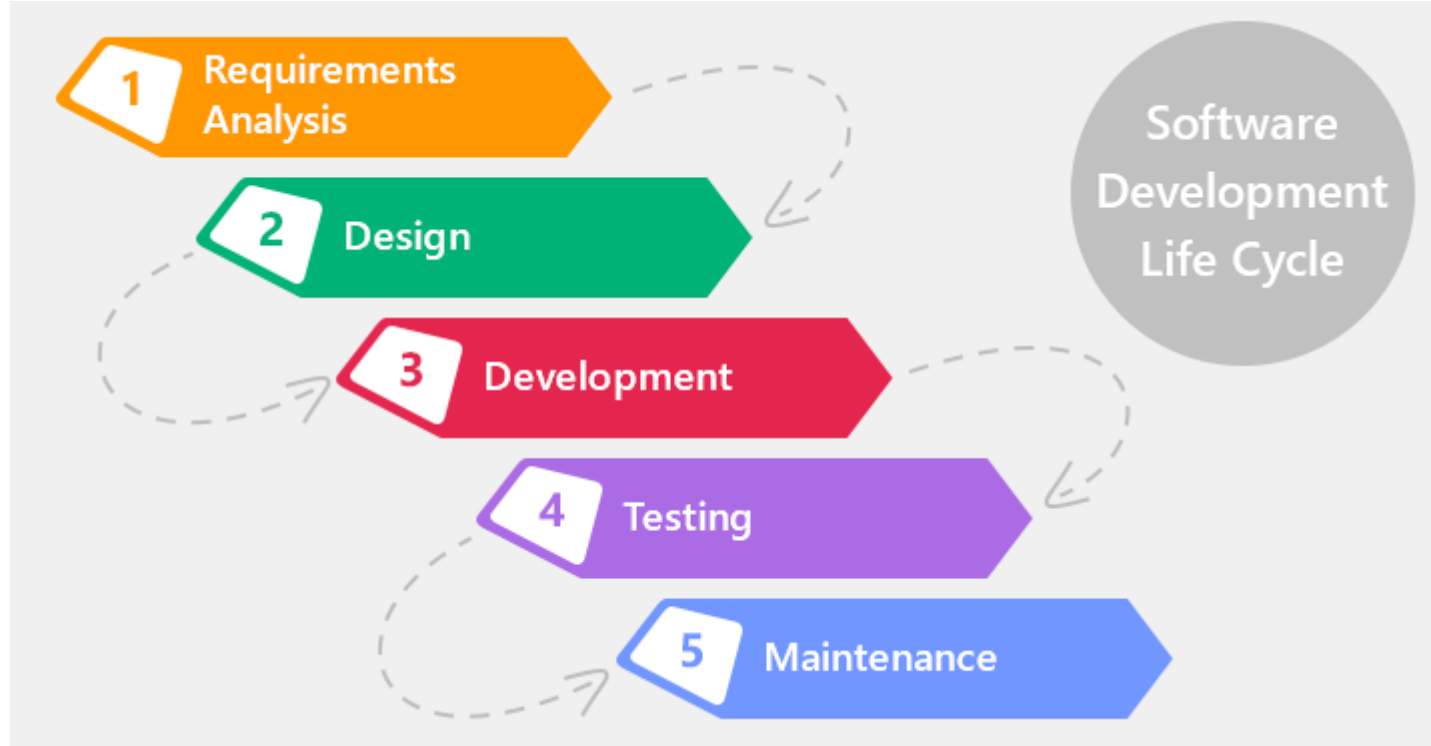 1
Requirements
Analysis
2
Design
3
Development
4
Testing
5
Maintenance
Software
Development
Life Cycle